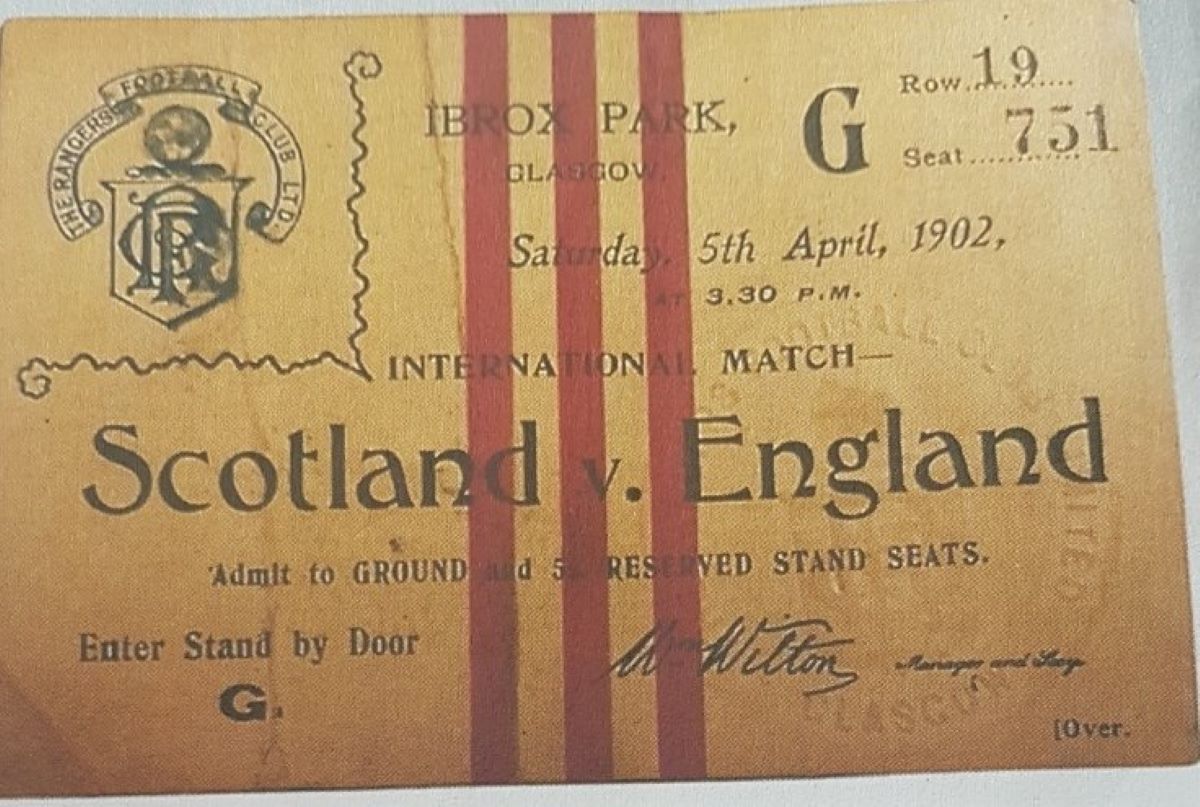 THE RANGERS FOOTBALL CLUB LTD.
IBROX PARK,
GLASGOW.
G
Row 19
Seat 751
Saturday, 5th April, 1902,
AT 3.30 P.M.
INTERNATIONAL MATCH—
Scotland v. England
Admit to GROUND and 5/- RESERVED STAND SEATS.
Enter Stand by Door
G.
Wm Wilton
Manager and Secy
[Over.
GLASGOW